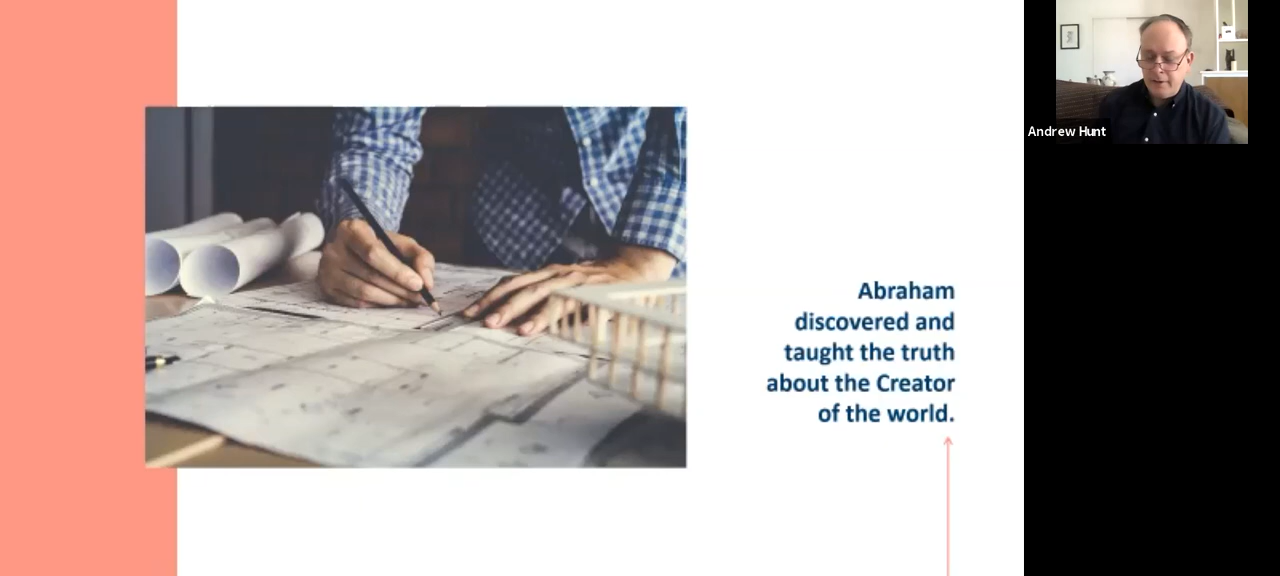 Abraham
discovered and
taught the truth
about the Creator
of the world.
Andrew Hunt